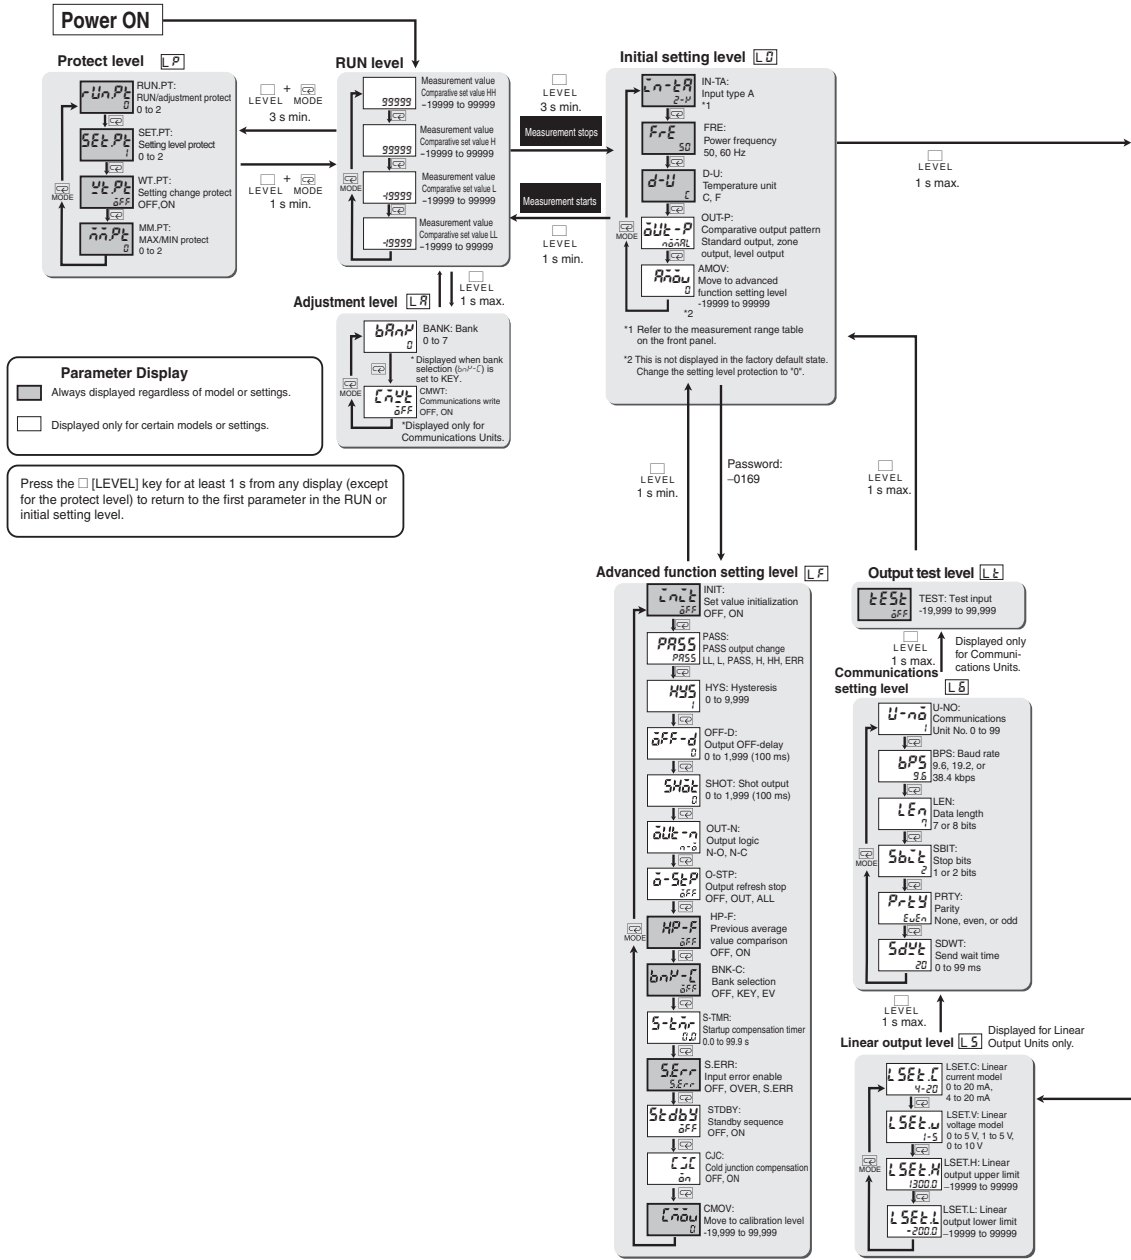 Power ON
Protect level LP
RUN.PT:
RUN/adjustment protect
0 to 2
SET.PT:
Setting level protect
0 to 2
WT.PT:
Setting change protect
OFF,ON
MM.PT:
MAX/MIN protect
0 to 2
MODE
LEVEL + MODE
3 s min.
LEVEL + MODE
1 s min.
RUN level
Measurement value
Comparative set value HH
−19999 to 99999
99999
Measurement value
Comparative set value H
−19999 to 99999
99999
Measurement value
Comparative set value L
−19999 to 99999
-19999
Measurement value
Comparative set value LL
−19999 to 99999
-19999
MODE
LEVEL
3 s min.
Measurement stops
Measurement starts
LEVEL
1 s min.
LEVEL
1 s max.
Initial setting level L0
IN-TA:
Input type A
*1
FRE:
Power frequency
50, 60 Hz
50
D-U:
Temperature unit
C, F
OUT-P:
Comparative output pattern
Standard output, zone
output, level output
AMOV:
Move to advanced
function setting level
-19999 to 99999
*2
MODE
*1 Refer to the measurement range table
on the front panel.
*2 This is not displayed in the factory default state.
Change the setting level protection to "0".
LEVEL
1 s max.
Adjustment level LA
BANK: Bank
0 to 7
* Displayed when bank
selection (bnk-C) is
set to KEY.
CMWT:
Communications write
OFF, ON
*Displayed only for
Communications Units.
MODE
Parameter Display
Always displayed regardless of model or settings.
Displayed only for certain models or settings.
Press the □ [LEVEL] key for at least 1 s from any display (except
for the protect level) to return to the first parameter in the RUN or
initial setting level.
LEVEL
1 s min.
Password:
−0169
LEVEL
1 s max.
Advanced function setting level LF
INIT:
Set value initialization
OFF, ON
PASS:
PASS output change
LL, L, PASS, H, HH, ERR
HYS: Hysteresis
0 to 9,999
OFF-D:
Output OFF-delay
0 to 1,999 (100 ms)
SHOT: Shot output
0 to 1,999 (100 ms)
OUT-N:
Output logic
N-O, N-C
O-STP:
Output refresh stop
OFF, OUT, ALL
HP-F:
Previous average
value comparison
OFF, ON
BNK-C:
Bank selection
OFF, KEY, EV
S-TMR:
Startup compensation timer
0.0 to 99.9 s
S.ERR:
Input error enable
OFF, OVER, S.ERR
STDBY:
Standby sequence
OFF, ON
CJC:
Cold junction compensation
OFF, ON
CMOV:
Move to calibration level
-19,999 to 99,999
MODE
Output test level Lt
TEST: Test input
-19,999 to 99,999
LEVEL
1 s max.
Displayed only
for Communi-
cations Units.
Communications
setting level L6
U-NO:
Communications
Unit No. 0 to 99
BPS: Baud rate
9.6, 19.2, or
38.4 kbps
LEN:
Data length
7 or 8 bits
SBIT:
Stop bits
1 or 2 bits
PRTY:
Parity
None, even, or odd
SDWT:
Send wait time
0 to 99 ms
MODE
LEVEL
1 s max.
Linear output level L5
Displayed for Linear
Output Units only.
LSET.C: Linear
current model
0 to 20 mA,
4 to 20 mA
LSET.V: Linear
voltage model
0 to 5 V, 1 to 5 V,
0 to 10 V
LSET.H: Linear
output upper limit
−19999 to 99999
LSET.L: Linear
output lower limit
−19999 to 99999
MODE